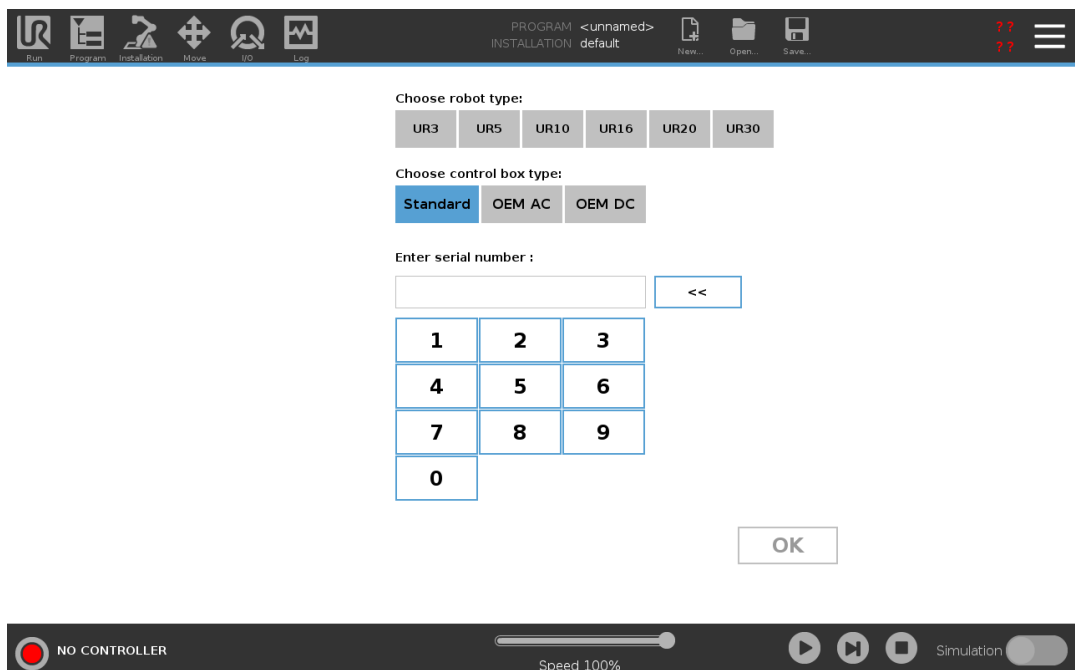 UR
PROGRAM <unnamed>
INSTALLATION default
Run Program Installation Move I/O Log New... Open... Save...
? ?
? ?
Choose robot type:
UR3 UR5 UR10 UR16 UR20 UR30
Choose control box type:
Standard OEM AC OEM DC
Enter serial number :
<<
1 2 3
4 5 6
7 8 9
0
OK
NO CONTROLLER
Speed 100%
Simulation